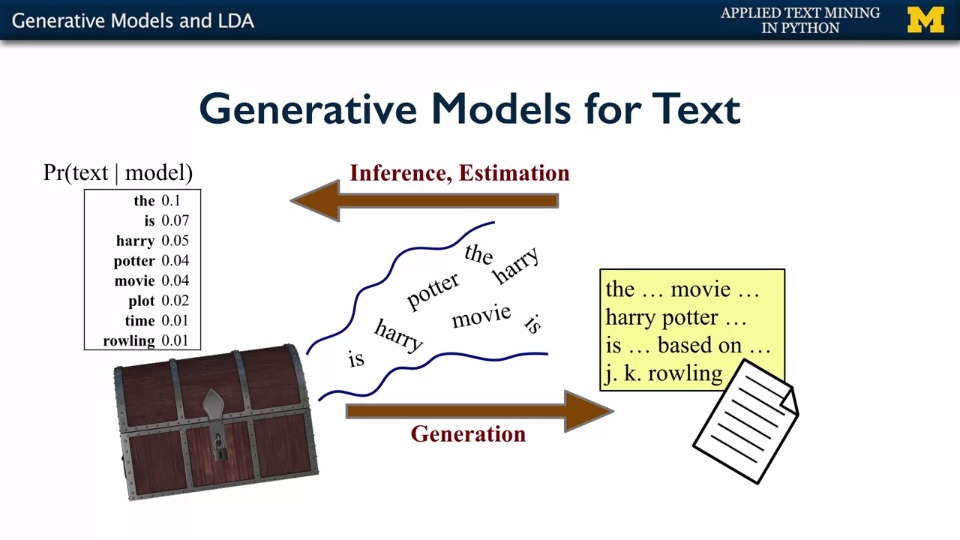 Generative Models and LDA
APPLIED TEXT MINING
IN PYTHON
M
Generative Models for Text
Pr(text | model)
the 0.1
is 0.07
harry 0.05
potter 0.04
movie 0.04
plot 0.02
time 0.01
rowling 0.01
Inference, Estimation
the
harry
potter
movie
is
harry
is
Generation
the … movie …
harry potter …
is … based on …
j. k. rowling